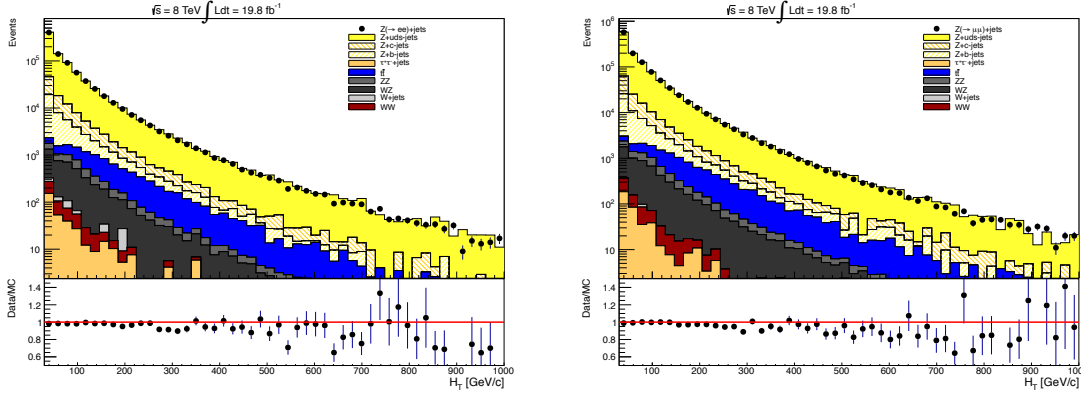 √s = 8 TeV ∫ Ldt = 19.8 fb⁻¹
Events
10⁵
10⁴
10³
10²
10
Z(→ ee)+jets
Z+uds-jets
Z+c-jets
Z+b-jets
τ⁺τ⁻+jets
tt̄
ZZ
WZ
W+jets
WW
Data/MC
1.4
1.2
1
0.8
0.6
100 200 300 400 500 600 700 800 900 1000
H_T [GeV/c]
√s = 8 TeV ∫ Ldt = 19.8 fb⁻¹
Events
10⁶
10⁵
10⁴
10³
10²
10
Z(→ μμ)+jets
Z+uds-jets
Z+c-jets
Z+b-jets
τ⁺τ⁻+jets
tt̄
ZZ
WZ
W+jets
WW
Data/MC
1.4
1.2
1
0.8
0.6
100 200 300 400 500 600 700 800 900 1000
H_T [GeV/c]